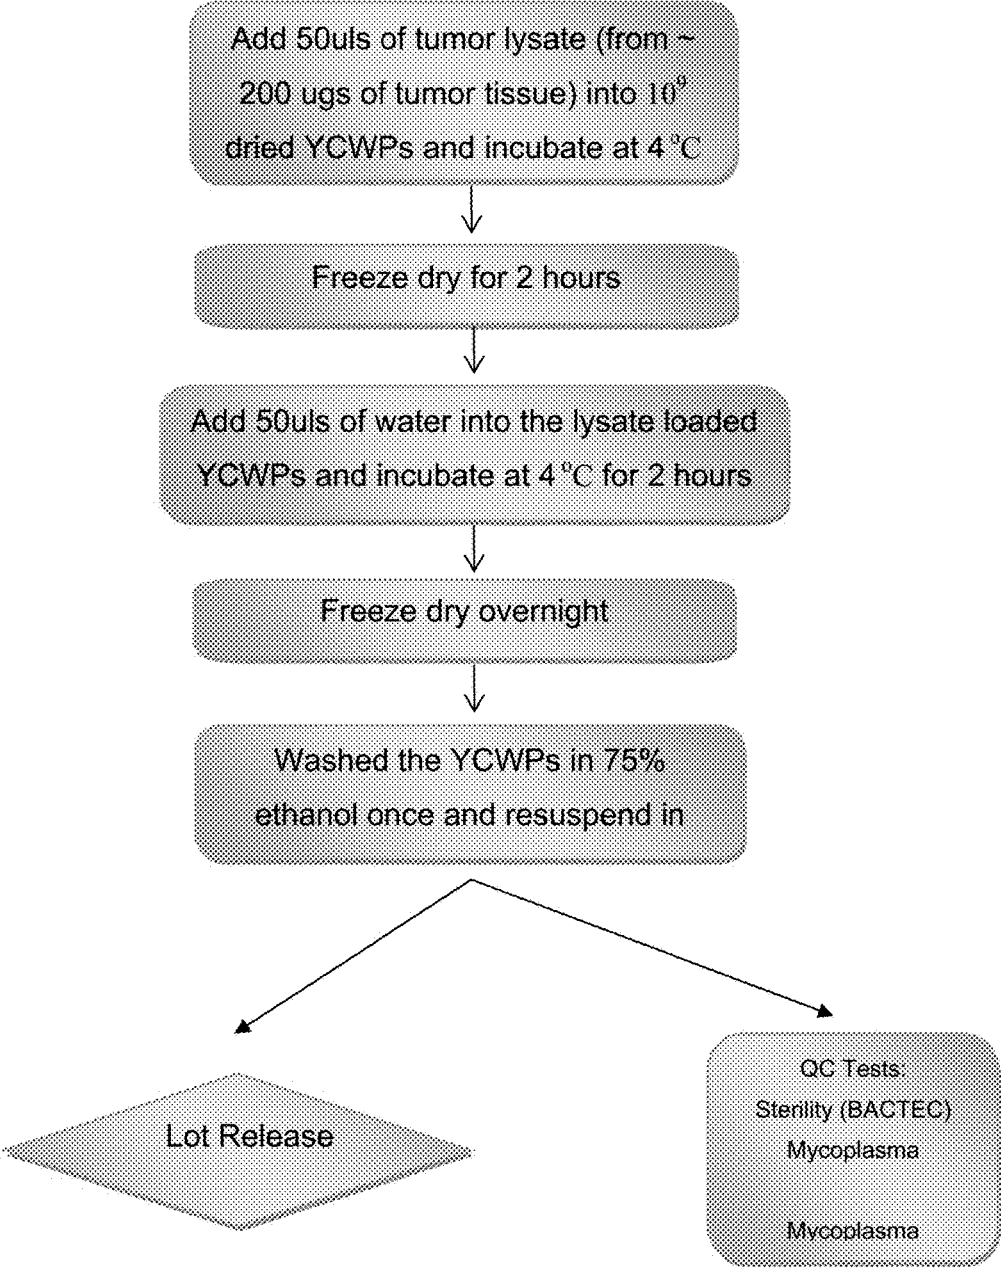 Add 50uls of tumor lysate (from ~
200 ugs of tumor tissue) into 10⁹
dried YCWPs and incubate at 4 °C
Freeze dry for 2 hours
Add 50uls of water into the lysate loaded
YCWPs and incubate at 4 °C for 2 hours
Freeze dry overnight
Washed the YCWPs in 75%
ethanol once and resuspend in
Lot Release
QC Tests:
Sterility (BACTEC)
Mycoplasma
Mycoplasma